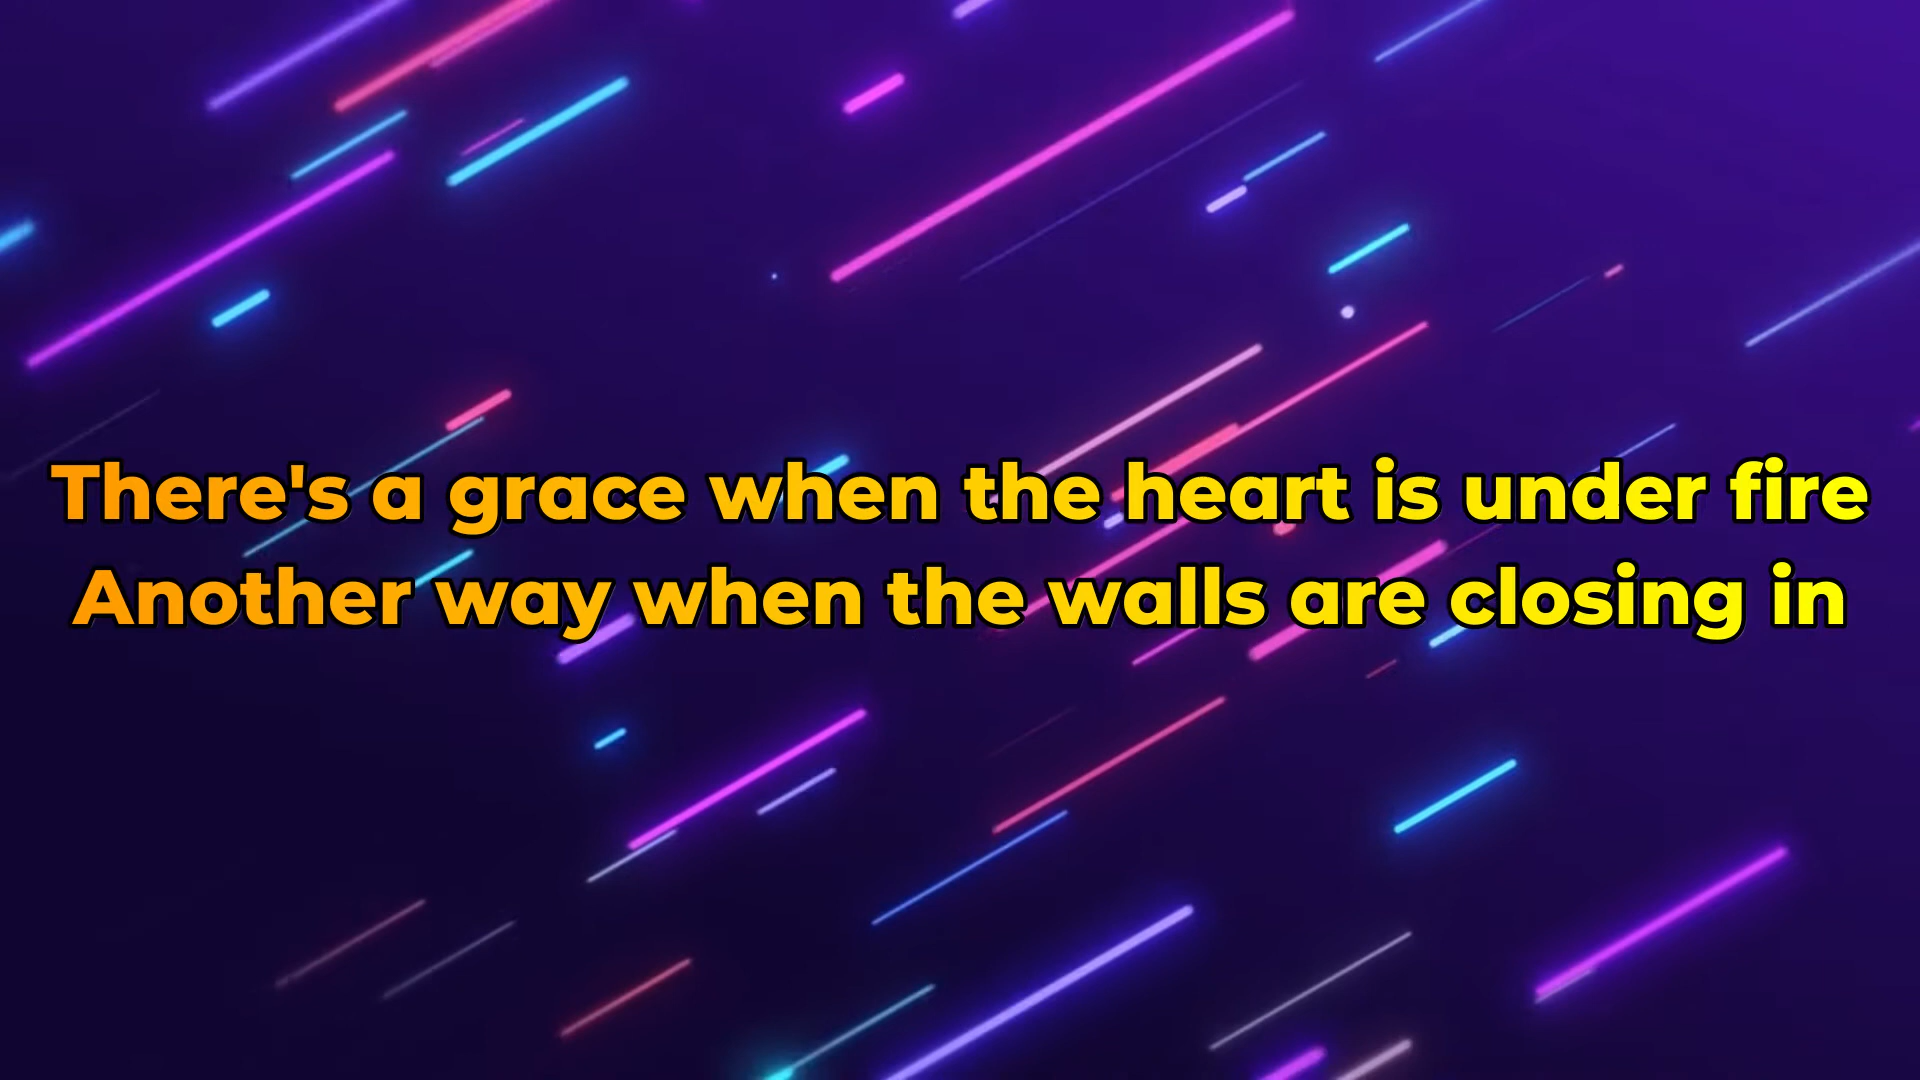 There's a grace when the heart is under fire
Another way when the walls are closing in